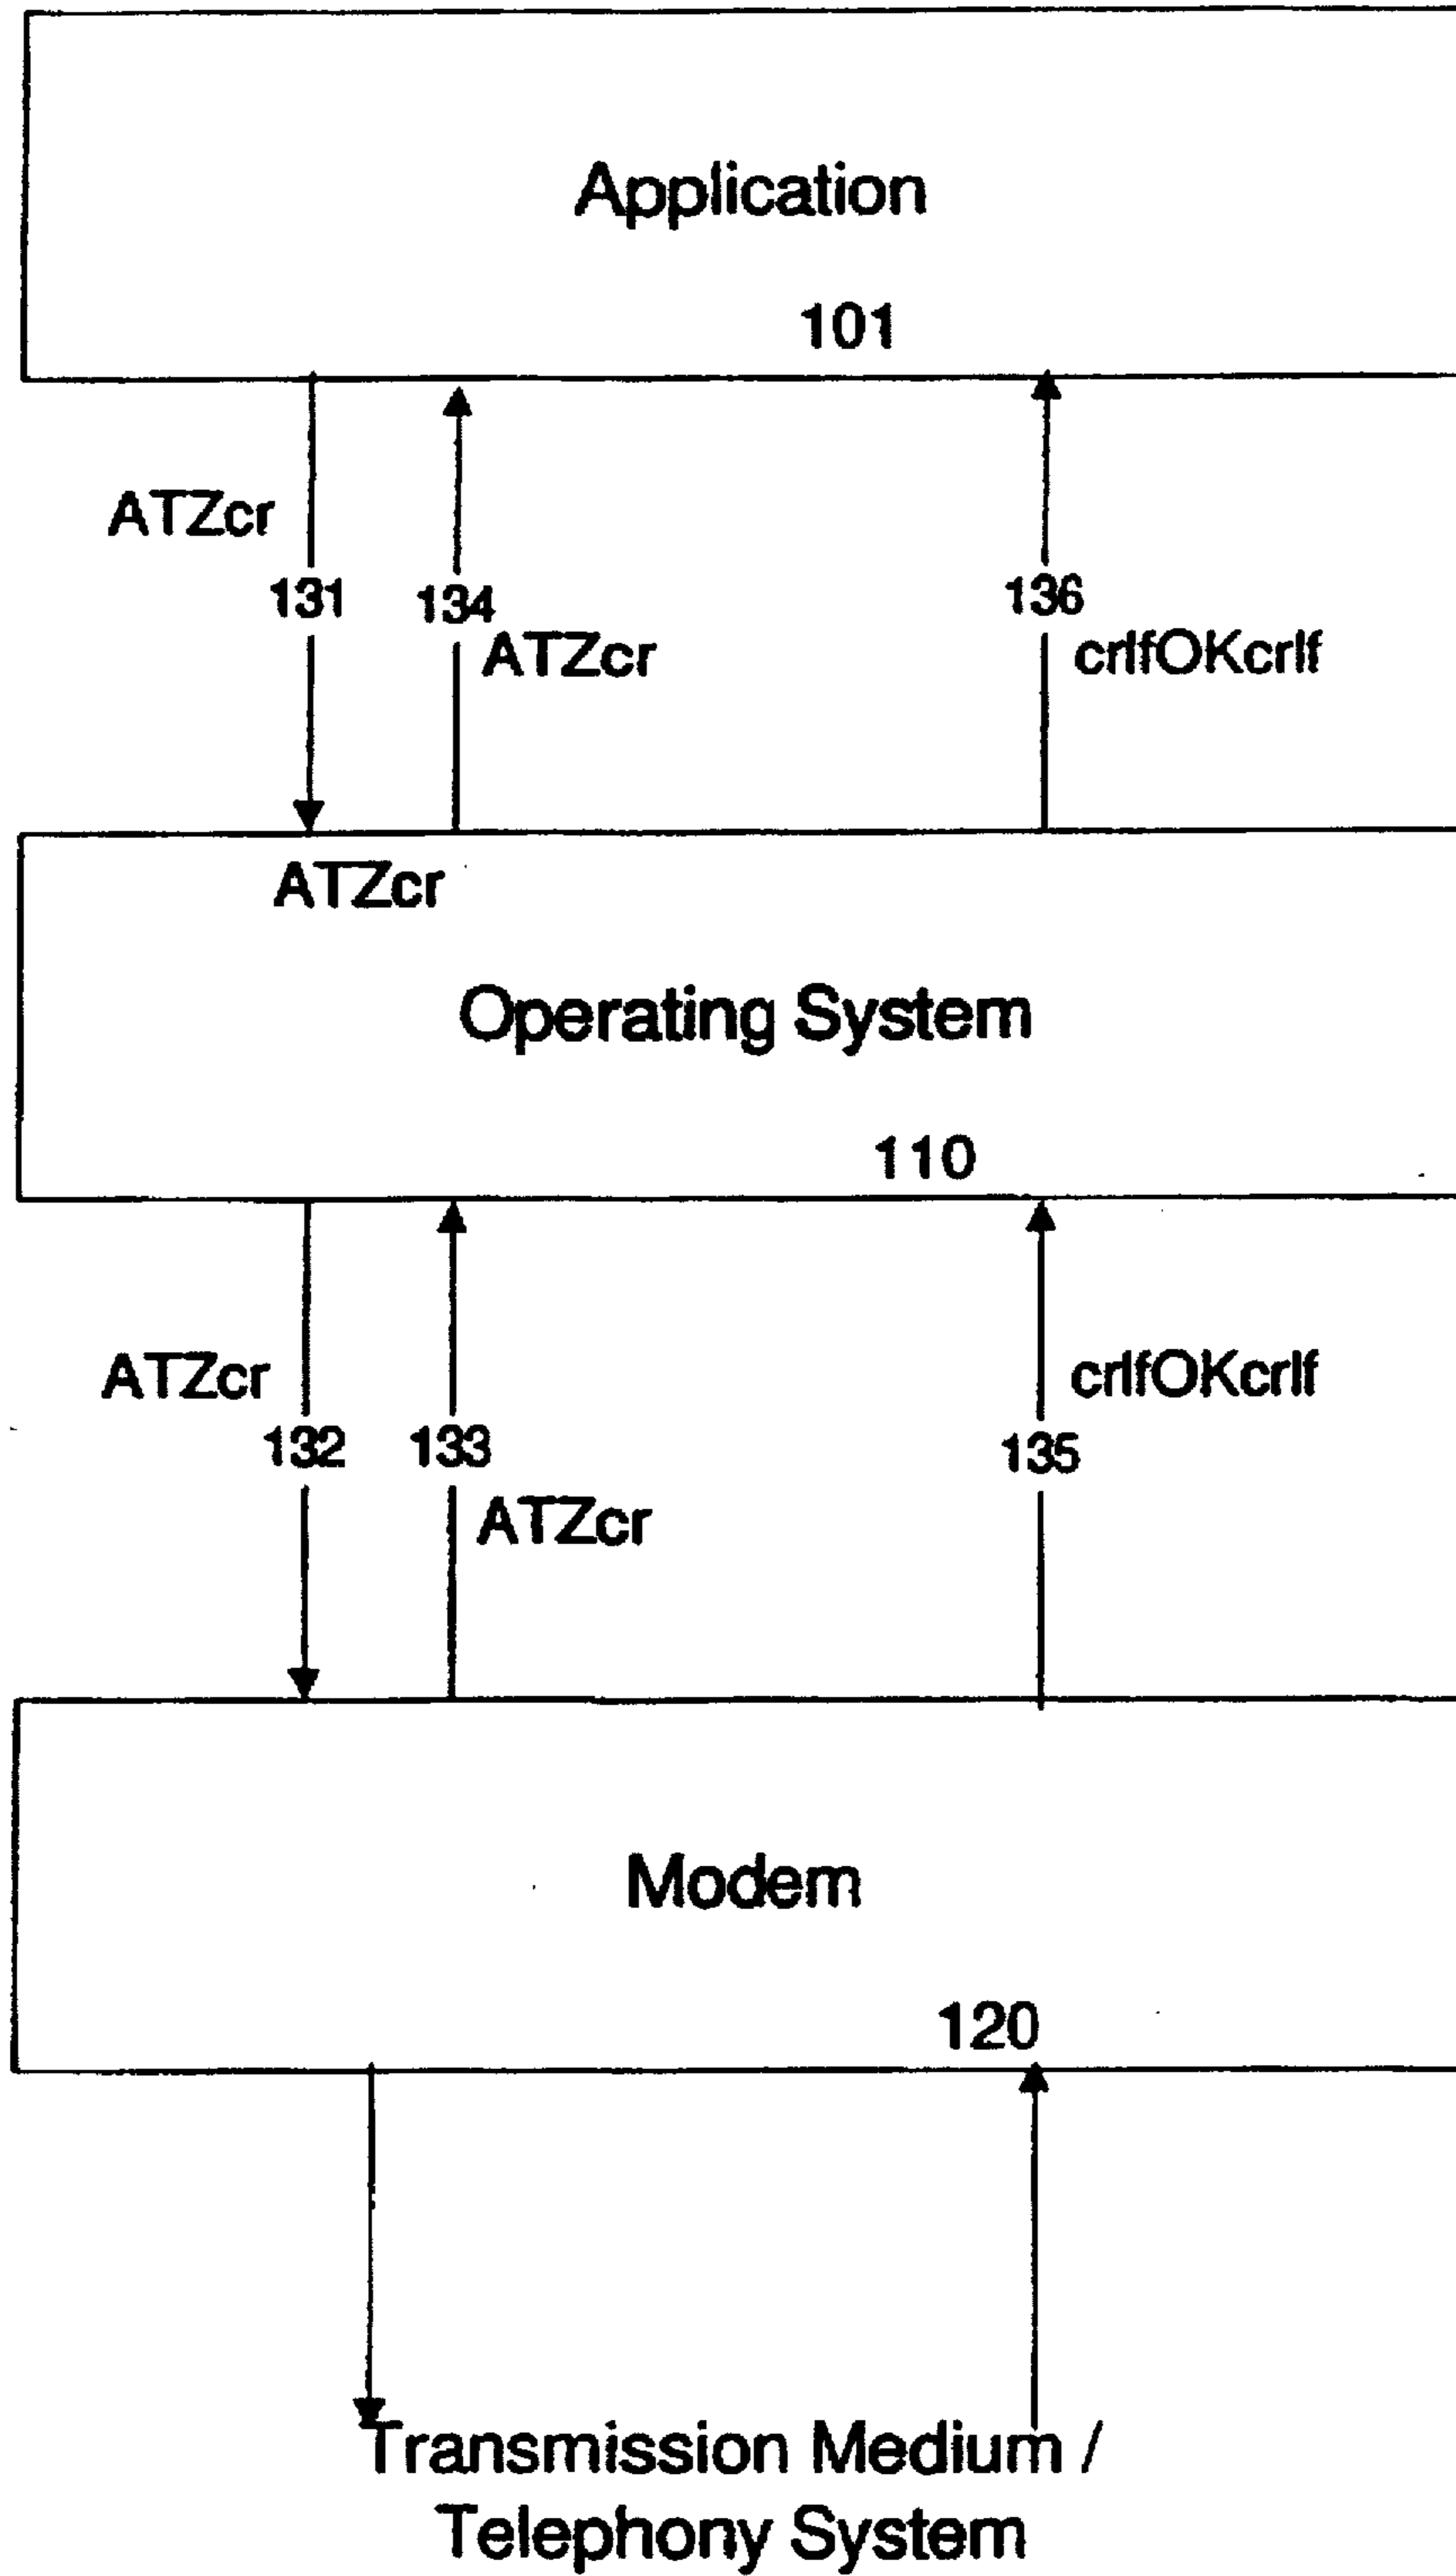 Application
101
ATZcr
131
134
ATZcr
136
crlfOKcrlf
ATZcr
Operating System
110
ATZcr
132
133
ATZcr
crlfOKcrlf
135
Modem
120
Transmission Medium /
Telephony System